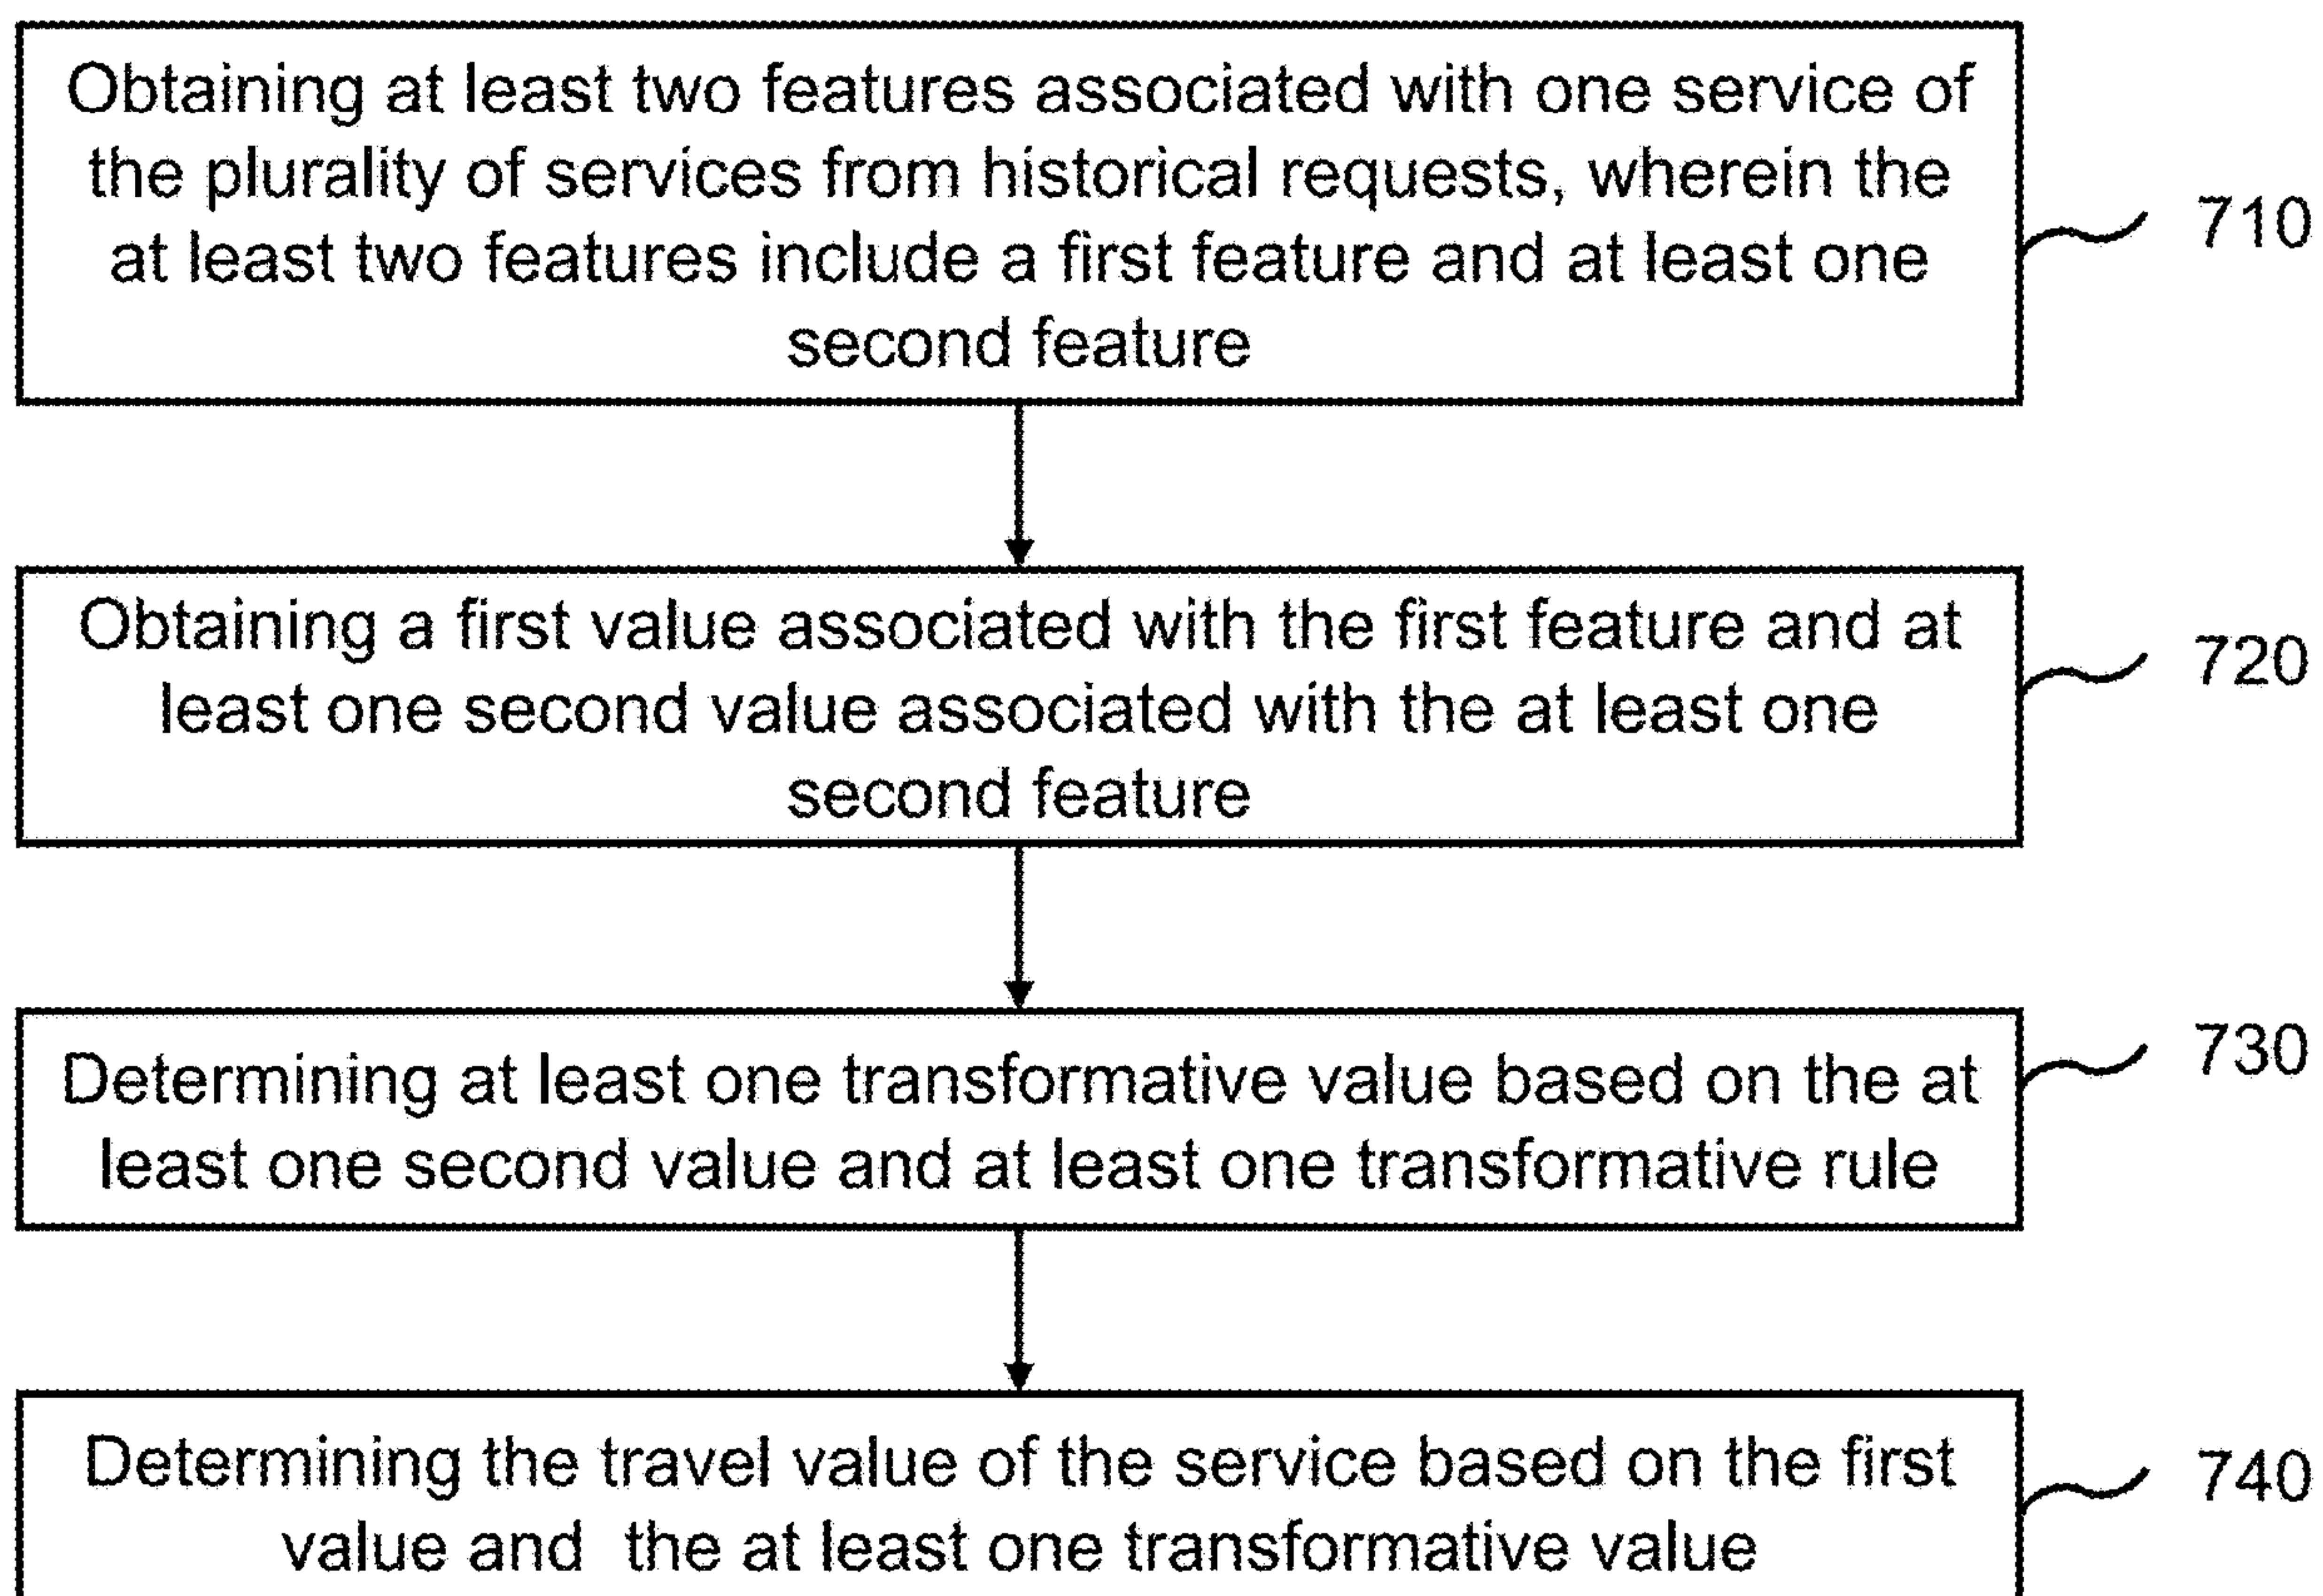 Obtaining at least two features associated with one service of
the plurality of services from historical requests, wherein the
at least two features include a first feature and at least one
second feature
710
Obtaining a first value associated with the first feature and at
least one second value associated with the at least one
second feature
720
Determining at least one transformative value based on the at
least one second value and at least one transformative rule
730
Determining the travel value of the service based on the first
value and  the at least one transformative value
740